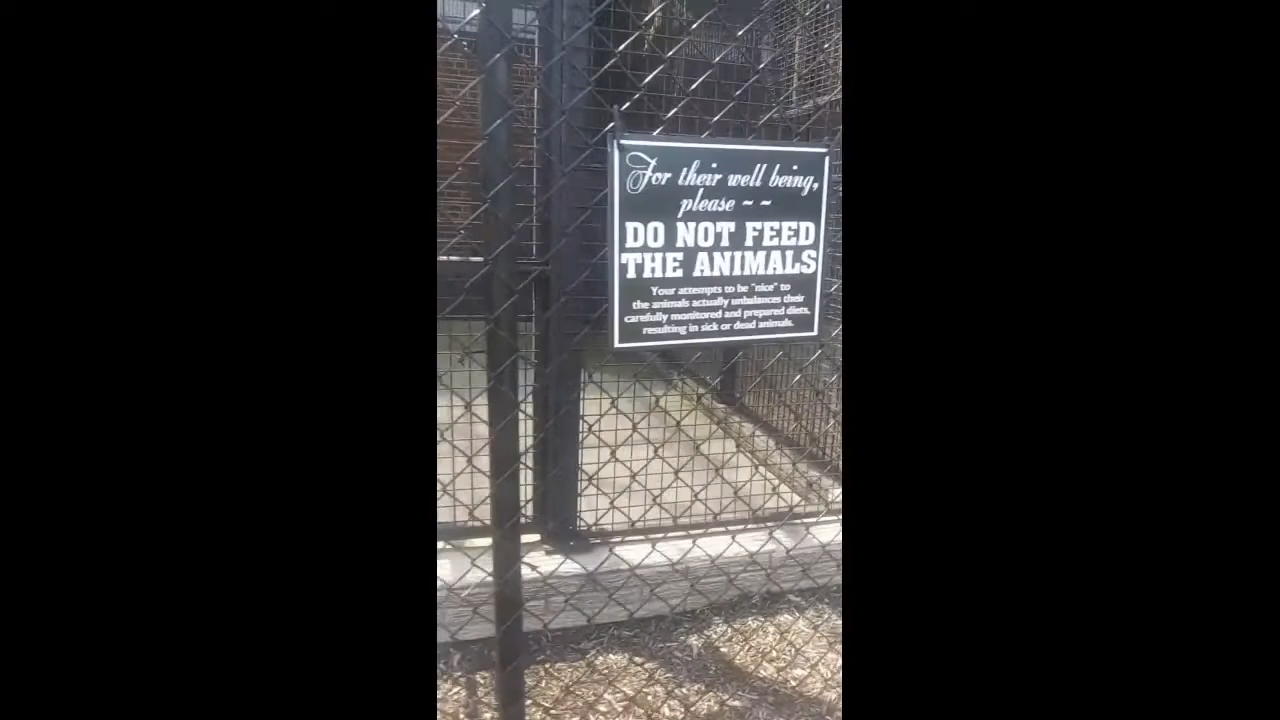 For their well being,
please ~ ~
DO NOT FEED
THE ANIMALS
Your attempts to be "nice" to
the animals actually unbalances their
carefully monitored and prepared diets,
resulting in sick or dead animals.